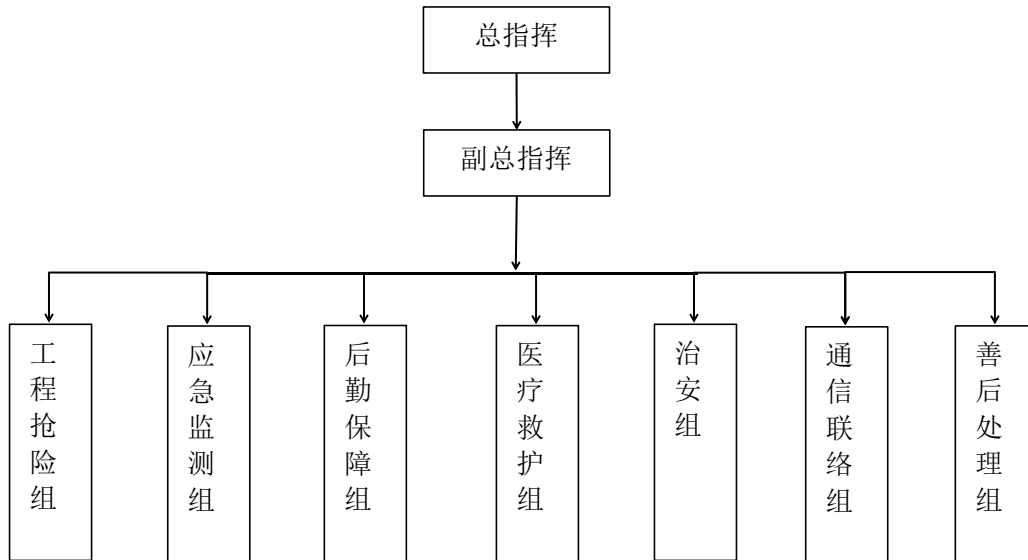 总指挥
副总指挥
工程抢险组
应急监测组
后勤保障组
医疗救护组
治安组
通信联络组
善后处理组